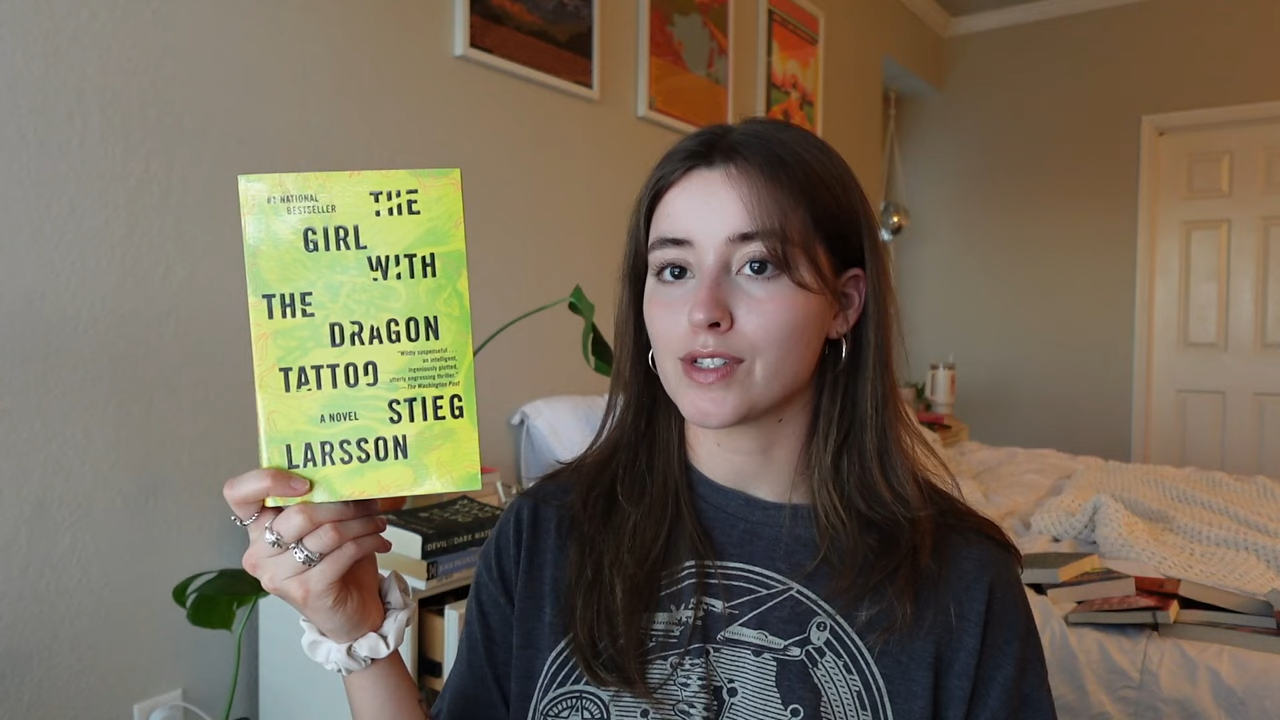 #1 NATIONAL
BESTSELLER
THE
GIRL
WITH
THE
DRAGON
TATTOO
"Wildly suspenseful . . .
an intelligent,
ingeniously plotted,
utterly engrossing thriller."
—The Washington Post
A NOVEL
STIEG
LARSSON
DEVIL
DARK